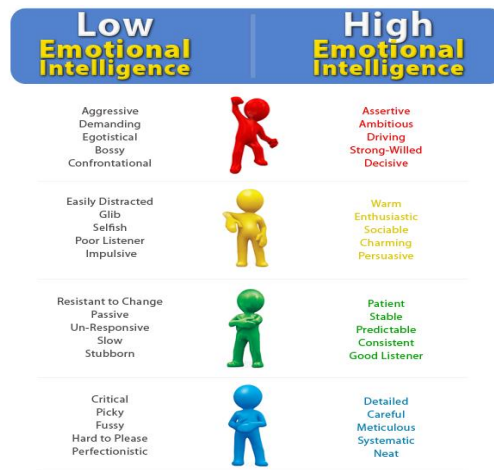 Low
Emotional
Intelligence
High
Emotional
Intelligence
Aggressive
Demanding
Egotistical
Bossy
Confrontational
Assertive
Ambitious
Driving
Strong-Willed
Decisive
Easily Distracted
Glib
Selfish
Poor Listener
Impulsive
Warm
Enthusiastic
Sociable
Charming
Persuasive
Resistant to Change
Passive
Un-Responsive
Slow
Stubborn
Patient
Stable
Predictable
Consistent
Good Listener
Critical
Picky
Fussy
Hard to Please
Perfectionistic
Detailed
Careful
Meticulous
Systematic
Neat